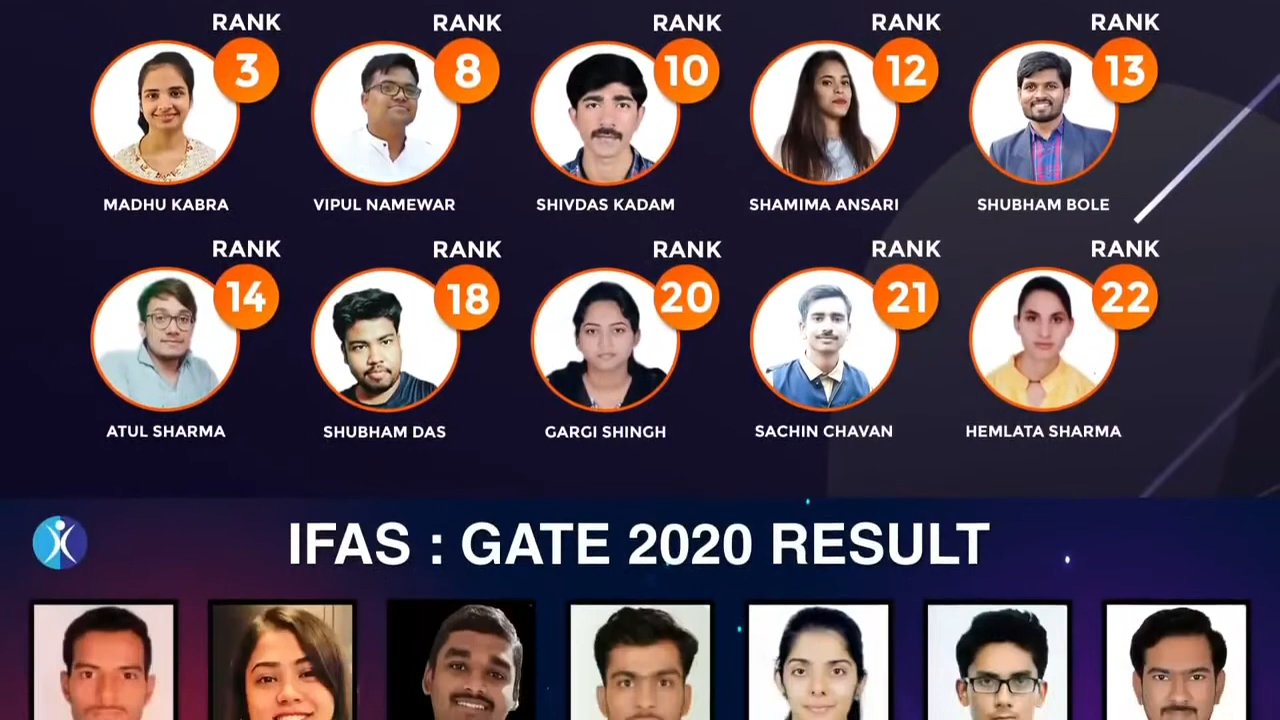 RANK RANK RANK RANK RANK
3 8 10 12 13
MADHU KABRA VIPUL NAMEWAR SHIVDAS KADAM SHAMIMA ANSARI SHUBHAM BOLE
RANK RANK RANK RANK RANK
14 18 20 21 22
ATUL SHARMA SHUBHAM DAS GARGI SHINGH SACHIN CHAVAN HEMLATA SHARMA
IFAS : GATE 2020 RESULT